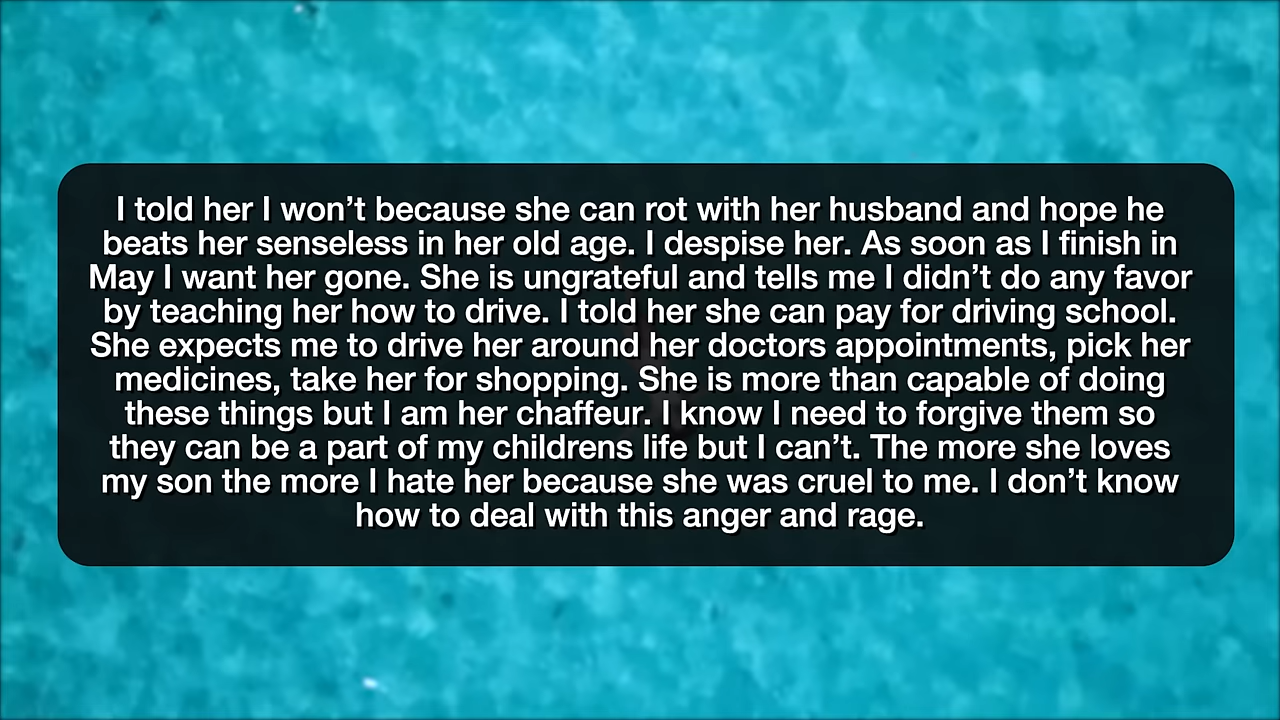 I told her I won’t because she can rot with her husband and hope he
beats her senseless in her old age. I despise her. As soon as I finish in
May I want her gone. She is ungrateful and tells me I didn’t do any favor
by teaching her how to drive. I told her she can pay for driving school.
She expects me to drive her around her doctors appointments, pick her
medicines, take her for shopping. She is more than capable of doing
these things but I am her chaffeur. I know I need to forgive them so
they can be a part of my childrens life but I can’t. The more she loves
my son the more I hate her because she was cruel to me. I don’t know
how to deal with this anger and rage.